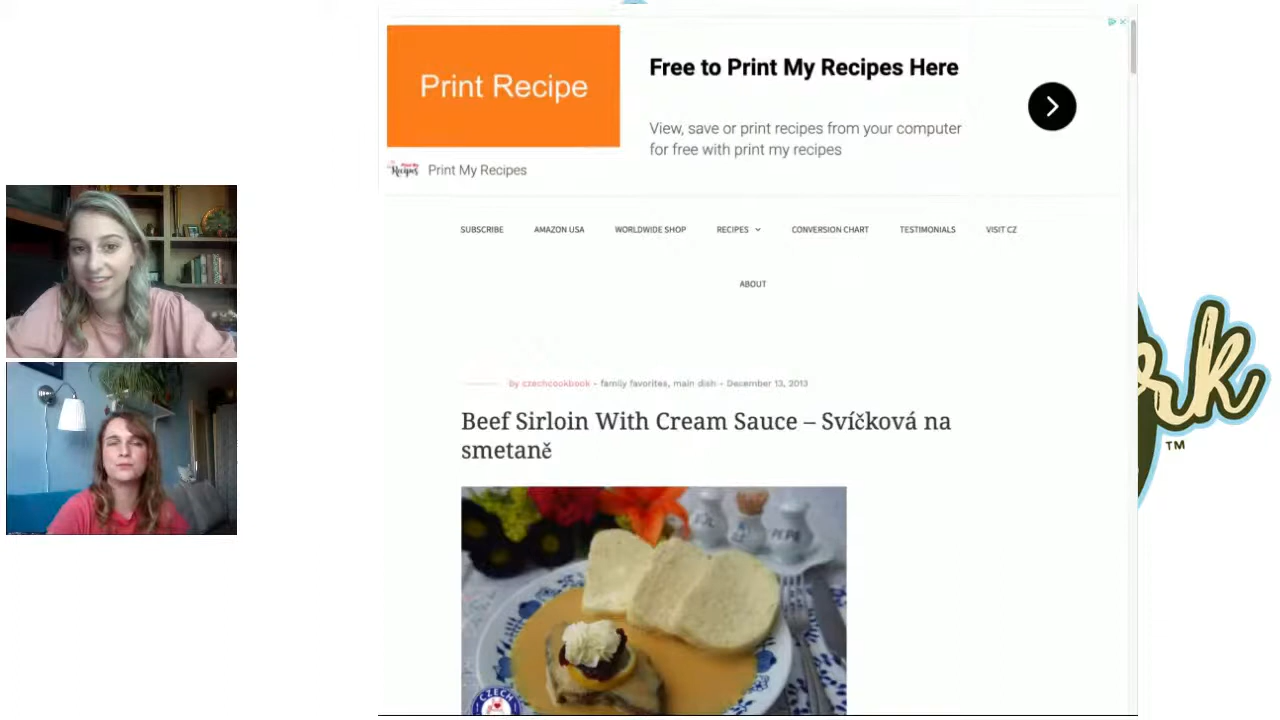 Print Recipe
Free to Print My Recipes Here
View, save or print recipes from your computer
for free with print my recipes
Print My Recipes
SUBSCRIBE AMAZON USA WORLDWIDE SHOP RECIPES CONVERSION CHART TESTIMONIALS VISIT CZ
ABOUT
by czechcookbook - family favorites, main dish - December 13, 2013
Beef Sirloin With Cream Sauce – Svíčková na
smetaně
CZECH
rk
TM